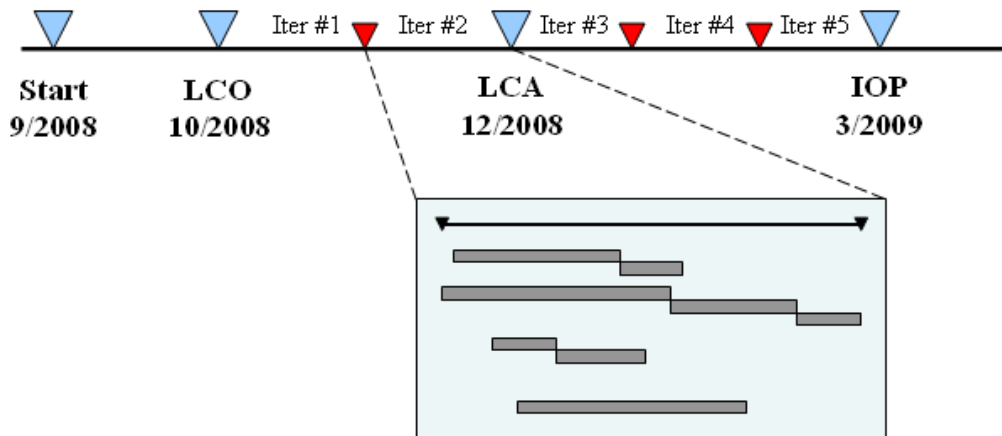 Iter #1 Iter #2 Iter #3 Iter #4 Iter #5
Start LCO LCA IOP
9/2008 10/2008 12/2008 3/2009